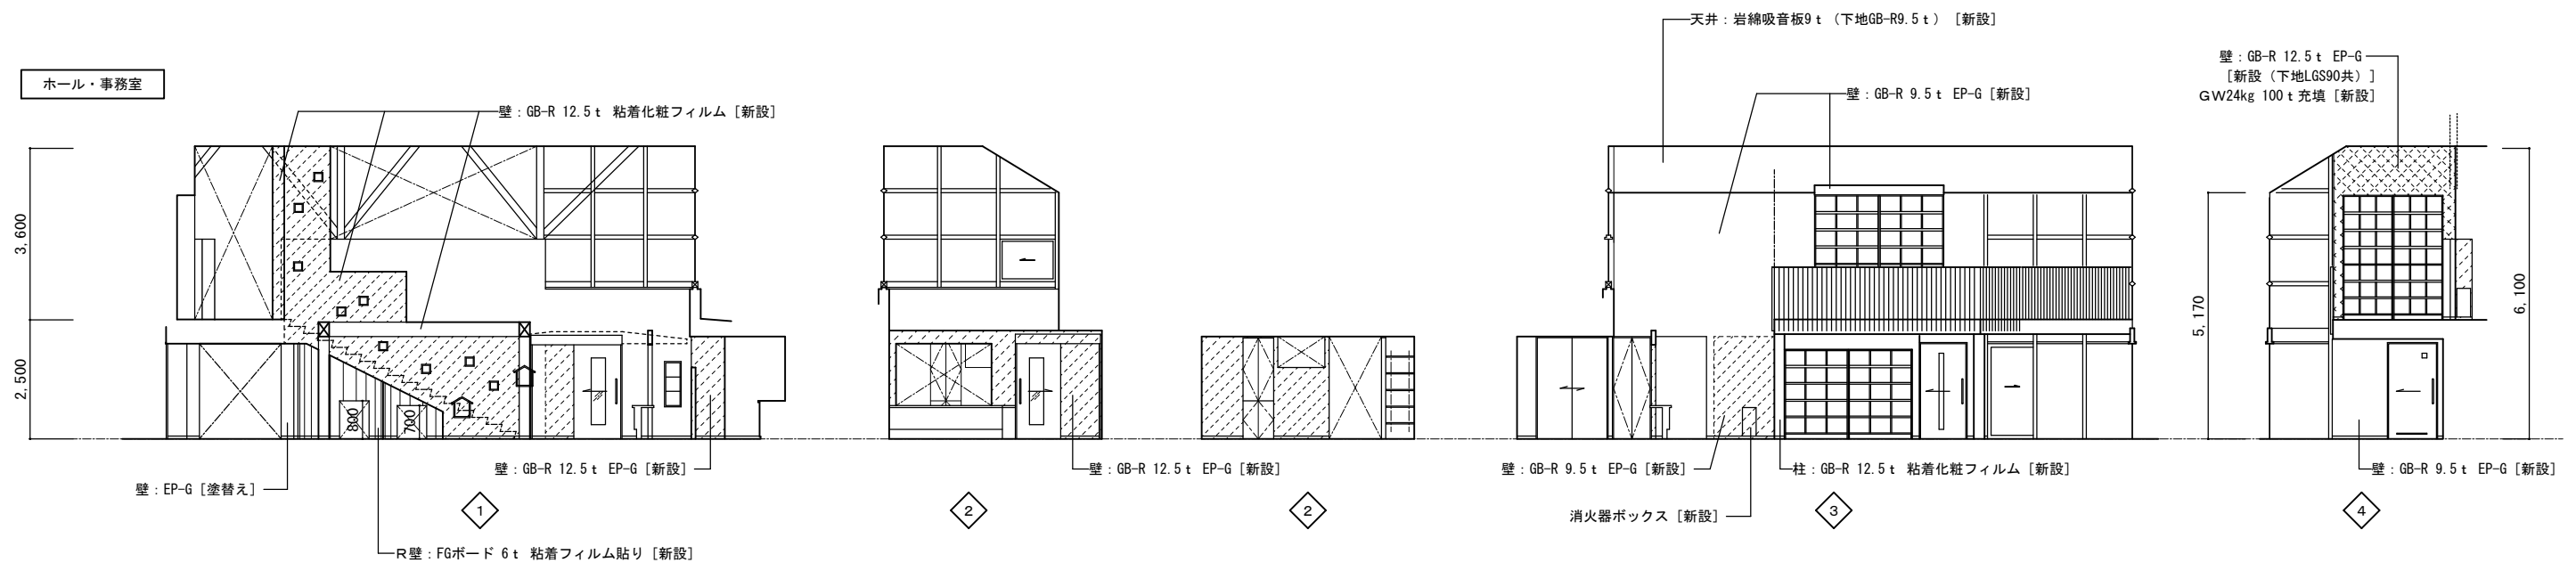 天井：岩綿吸音板9ｔ（下地GB-R9.5ｔ）［新設］
壁：GB-R 12.5ｔ EP-G
［新設（下地LGS90共）］
GW24kg 100ｔ充填［新設］
ホール・事務室
壁：GB-R 12.5ｔ 粘着化粧フィルム［新設］
壁：GB-R 9.5ｔ EP-G［新設］
3,600
2,500
5,170
6,100
800
700
壁：GB-R 12.5ｔ EP-G［新設］
壁：GB-R 12.5ｔ EP-G［新設］
壁：GB-R 9.5ｔ EP-G［新設］
柱：GB-R 12.5ｔ 粘着化粧フィルム［新設］
壁：GB-R 9.5ｔ EP-G［新設］
壁：EP-G［塗替え］
1
2
2
3
4
消火器ボックス［新設］
R壁：FGボード 6ｔ 粘着フィルム貼り［新設］